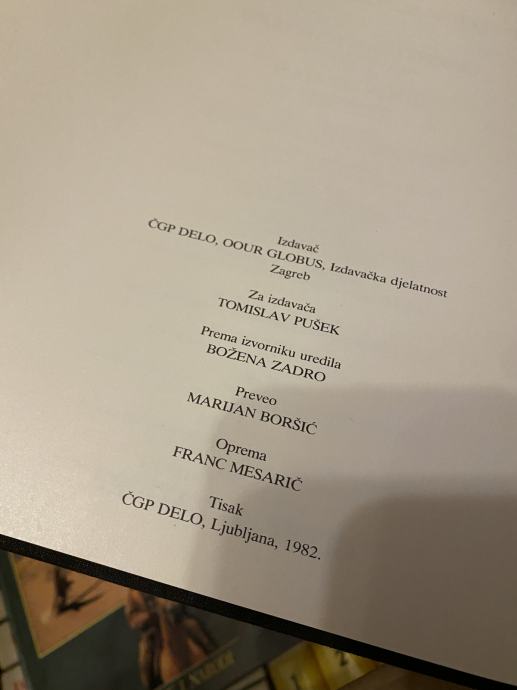 Izdavač
ČGP DELO, OOUR GLOBUS, Izdavačka djelatnost
Zagreb
Za izdavača
TOMISLAV PUŠEK
Prema izvorniku uredila
BOŽENA ZADRO
Preveo
MARIJAN BORŠIĆ
Oprema
FRANC MESARIČ
Tisak
ČGP DELO, Ljubljana, 1982.